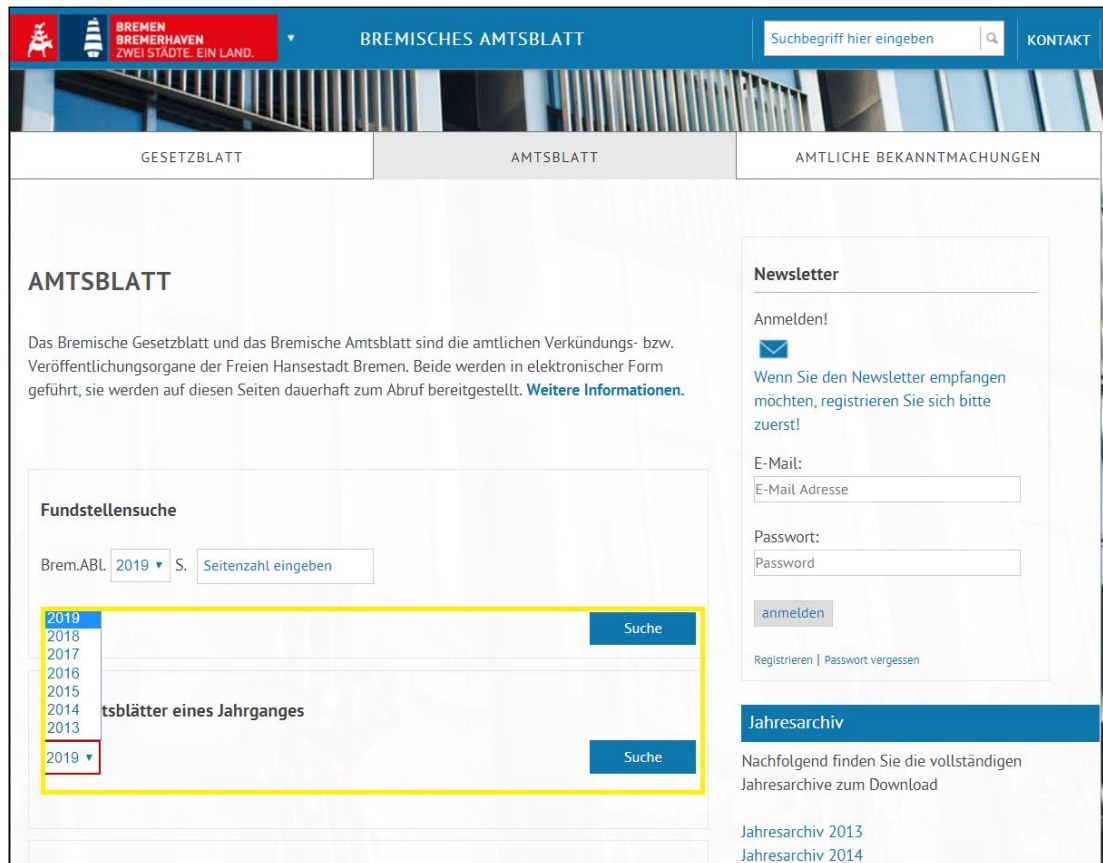 BREMEN
BREMERHAVEN
ZWEI STÄDTE. EIN LAND.
BREMISCHES AMTSBLATT
Suchbegriff hier eingeben
KONTAKT
GESETZBLATT
AMTSBLATT
AMTLICHE BEKANNTMACHUNGEN
AMTSBLATT
Das Bremische Gesetzblatt und das Bremische Amtsblatt sind die amtlichen Verkündungs- bzw.
Veröffentlichungsorgane der Freien Hansestadt Bremen. Beide werden in elektronischer Form
geführt, sie werden auf diesen Seiten dauerhaft zum Abruf bereitgestellt. Weitere Informationen.
Fundstellensuche
Brem.ABl. 2019 S. Seitenzahl eingeben
2019
Suche
2018
2017
2016
2015
2014
tsblätter eines Jahrganges
2013
2019
Suche
Newsletter
Anmelden!
Wenn Sie den Newsletter empfangen
möchten, registrieren Sie sich bitte
zuerst!
E-Mail:
E-Mail Adresse
Passwort:
Password
anmelden
Registrieren | Passwort vergessen
Jahresarchiv
Nachfolgend finden Sie die vollständigen
Jahresarchive zum Download
Jahresarchiv 2013
Jahresarchiv 2014